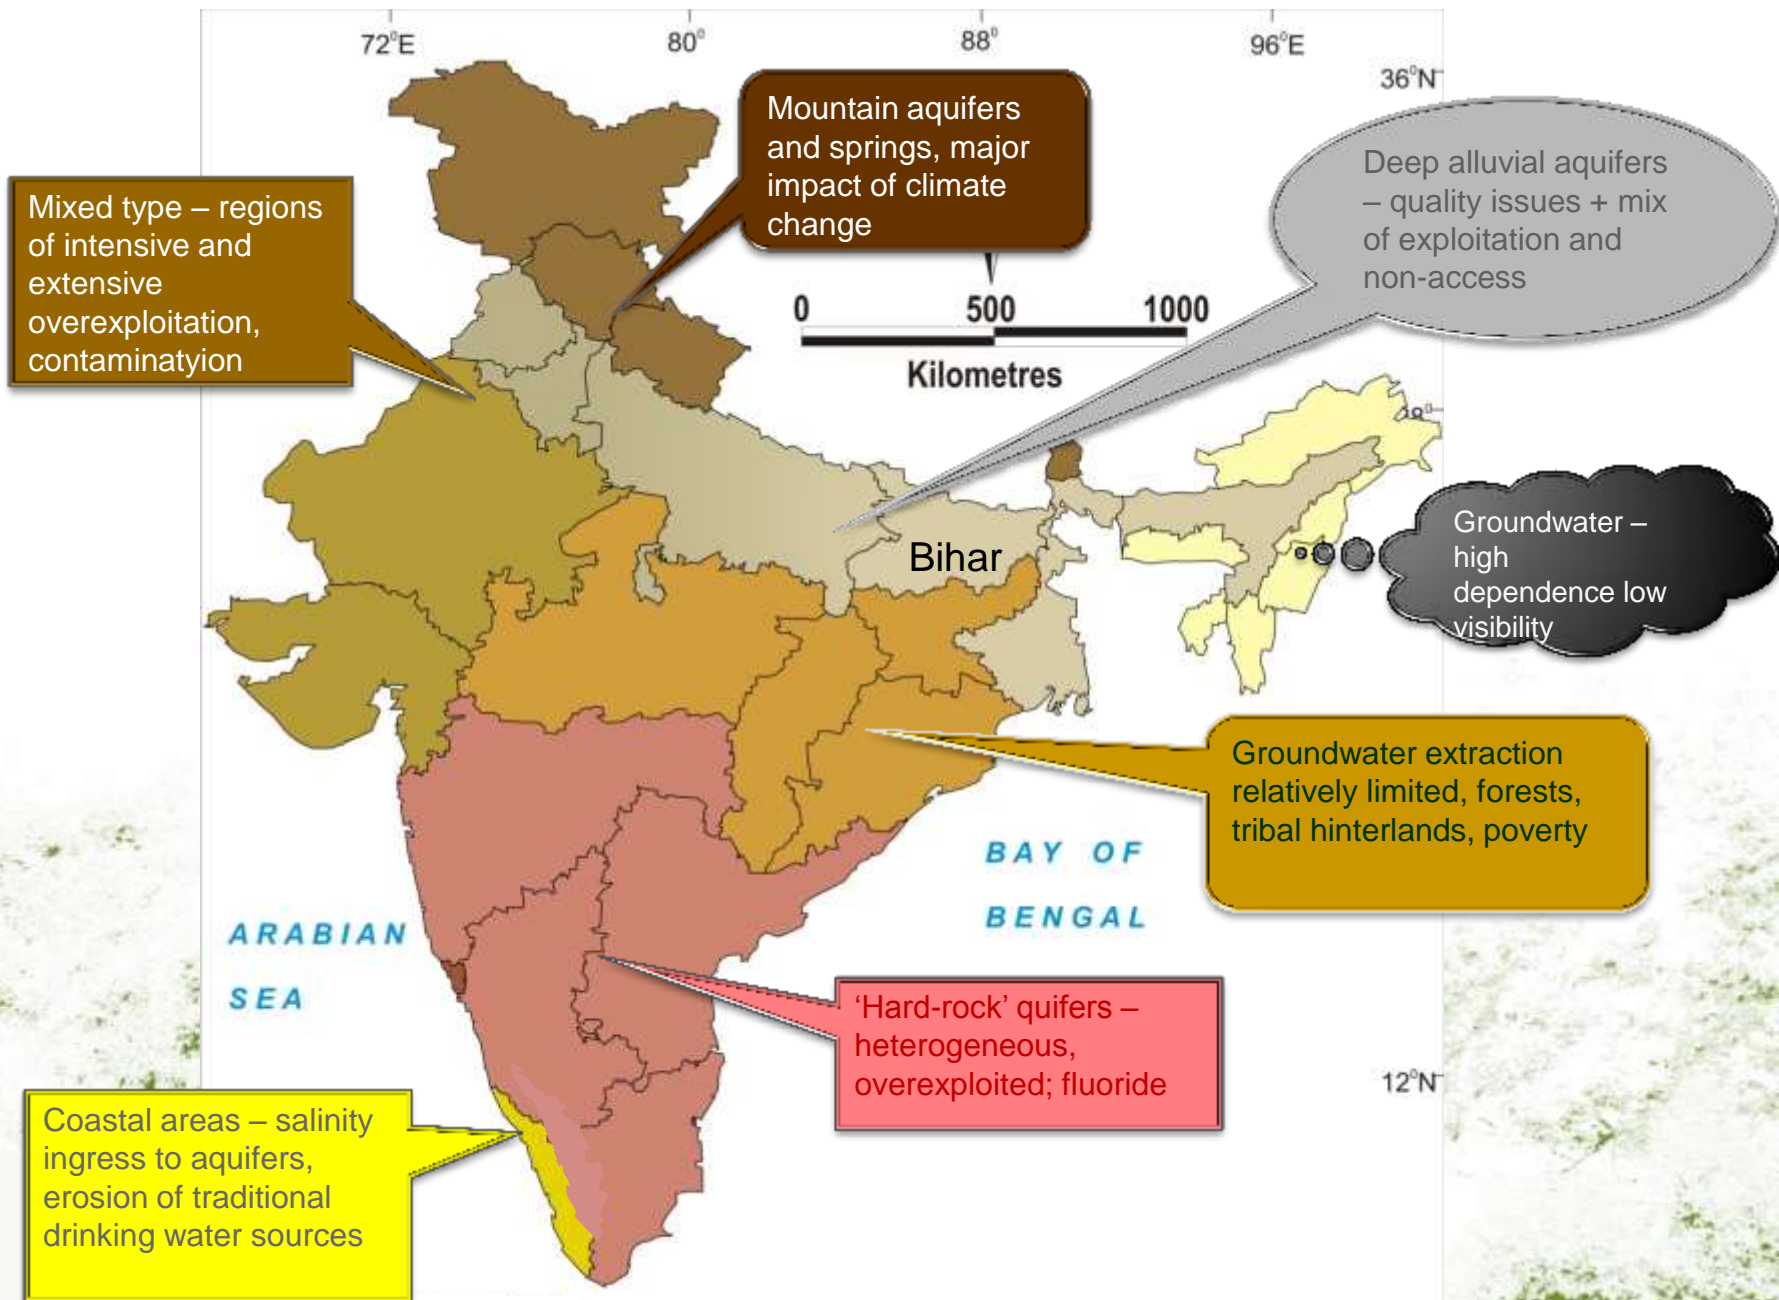 72°E
80°
88°
96°E
36°N
Mountain aquifers
and springs, major
impact of climate
change
Deep alluvial aquifers
– quality issues + mix
of exploitation and
non-access
Mixed type – regions
of intensive and
extensive
overexploitation,
contaminatyion
0
500
1000
Kilometres
Groundwater –
high
dependence low
visibility
Bihar
Groundwater extraction
relatively limited, forests,
tribal hinterlands, poverty
BAY OF
BENGAL
ARABIAN
SEA
'Hard-rock' quifers –
heterogeneous,
overexploited; fluoride
12°N
Coastal areas – salinity
ingress to aquifers,
erosion of traditional
drinking water sources